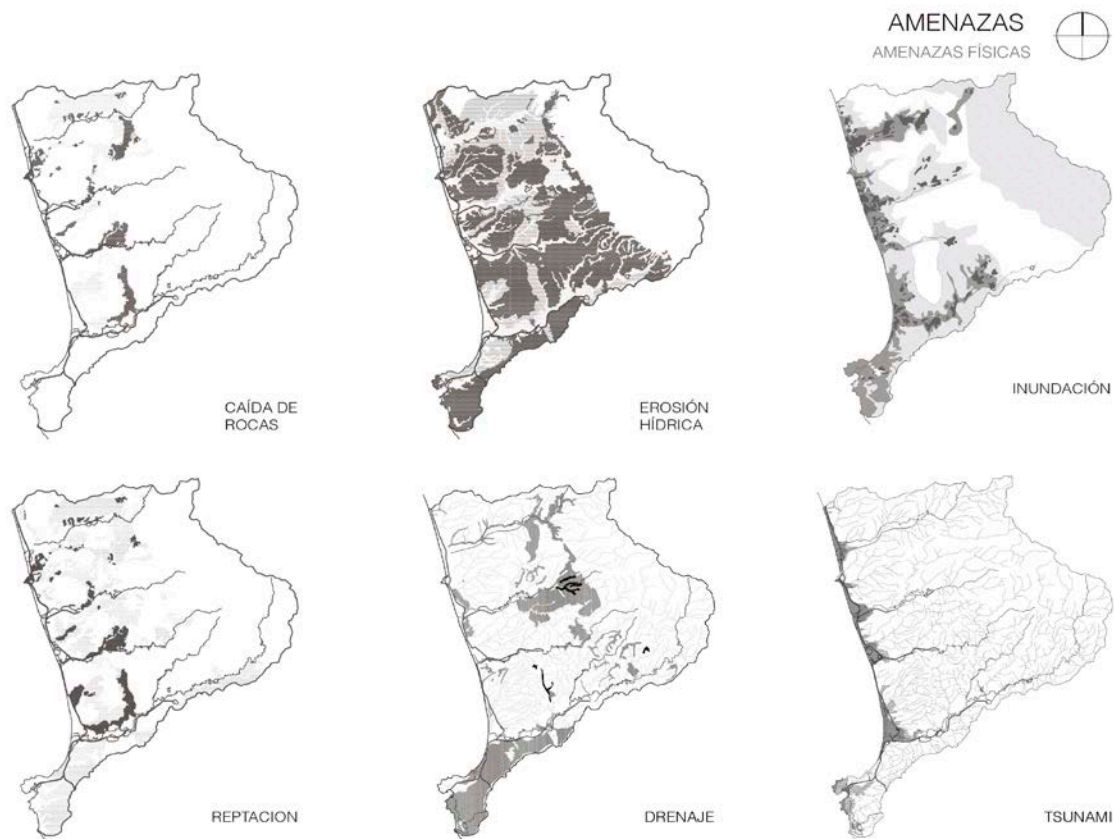 AMENAZAS
AMENAZAS FÍSICAS
CAÍDA DE
ROCAS
EROSIÓN
HÍDRICA
INUNDACIÓN
REPTACION
DRENAJE
TSUNAMI